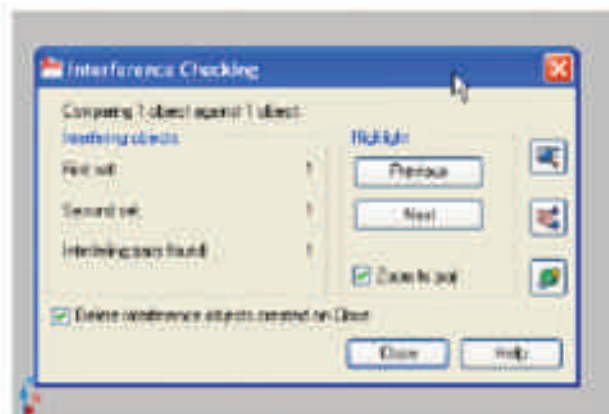 Interference Checking
Comparing 1 object against 1 object
Interfering objects
Highlight
First set: 1
Previous
Second set: 1
Next
Interfering pairs found: 1
Zoom to pair
Delete interference objects created on Close
Close Help